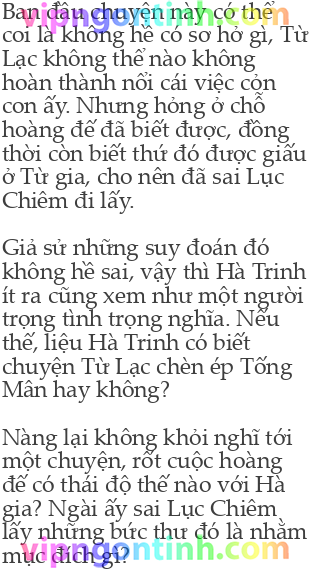 Ban đầu chuyện này có thể
coi là không hề có sơ hở gì, Từ
Lạc không thể nào không
hoàn thành nổi cái việc cỏn
con ấy. Nhưng hỏng ở chỗ
hoàng đế đã biết được, đồng
thời còn biết thứ đó được giấu
ở Từ gia, cho nên đã sai Lục
Chiêm đi lấy.

Giả sử những suy đoán đó
không hề sai, vậy thì Hà Trinh
ít ra cũng xem như một người
trọng tình trọng nghĩa. Nếu
thế, liệu Hà Trinh có biết
chuyện Từ Lạc chèn ép Tống
Mân hay không?

Nàng lại không khỏi nghĩ tới
một chuyện, rốt cuộc hoàng
đế có thái độ thế nào với Hà
gia? Ngài ấy sai Lục Chiêm
lấy những bức thư đó là nhằm
mục đích gì?
vipngontinh.com
vipngontinh.com